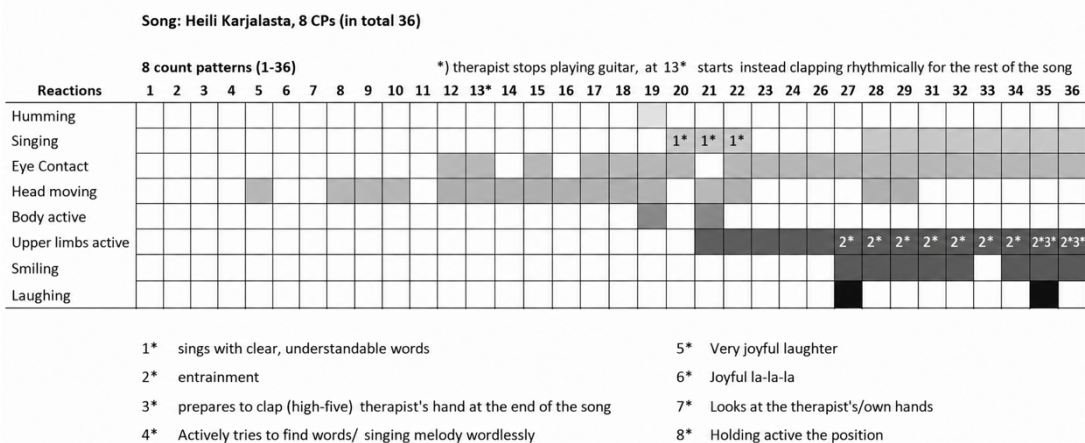 Song: Heili Karjalasta, 8 CPs (in total 36)
8 count patterns (1-36) *) therapist stops playing guitar, at 13* starts instead clapping rhythmically for the rest of the song
Reactions 1 2 3 4 5 6 7 8 9 10 11 12 13* 14 15 16 17 18 19 20 21 22 23 24 26 27 28 29 31 32 33 34 35 36
Humming
Singing 1* 1* 1*
Eye Contact
Head moving
Body active
Upper limbs active 2* 2* 2* 2* 2* 2* 2* 2*3* 2*3*
Smiling
Laughing
1* sings with clear, understandable words 5* Very joyful laughter
2* entrainment 6* Joyful la-la-la
3* prepares to clap (high-five) therapist's hand at the end of the song 7* Looks at the therapist's/own hands
4* Actively tries to find words/ singing melody wordlessly 8* Holding active the position